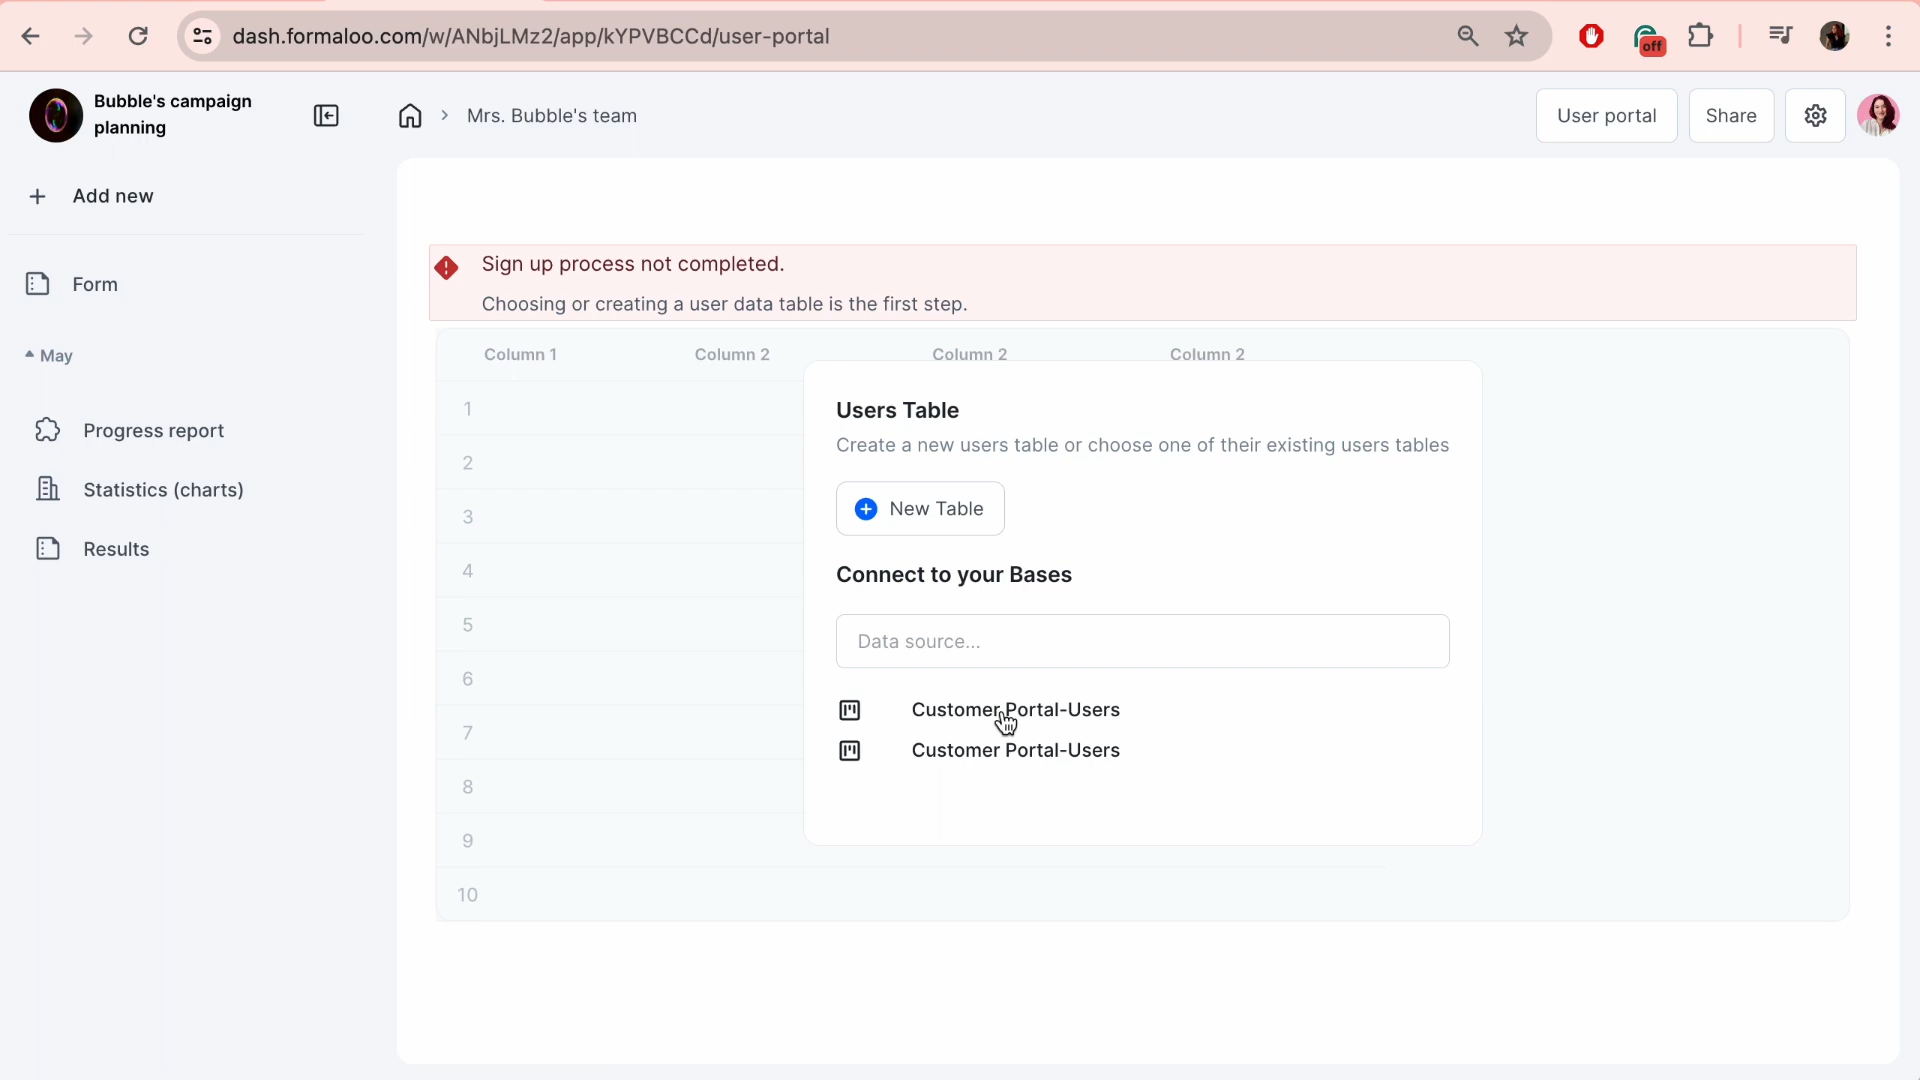 dash.formaloo.com/w/ANbjLMz2/app/kYPVBCCd/user-portal
off
Bubble's campaign
planning
Mrs. Bubble's team
User portal
Share
Add new
Form
May
Progress report
Statistics (charts)
Results
Sign up process not completed.
Choosing or creating a user data table is the first step.
Column 1
Column 2
Column 2
Column 2
1
2
3
4
5
6
7
8
9
10
Users Table
Create a new users table or choose one of their existing users tables
New Table
Connect to your Bases
Data source...
Customer Portal-Users
Customer Portal-Users